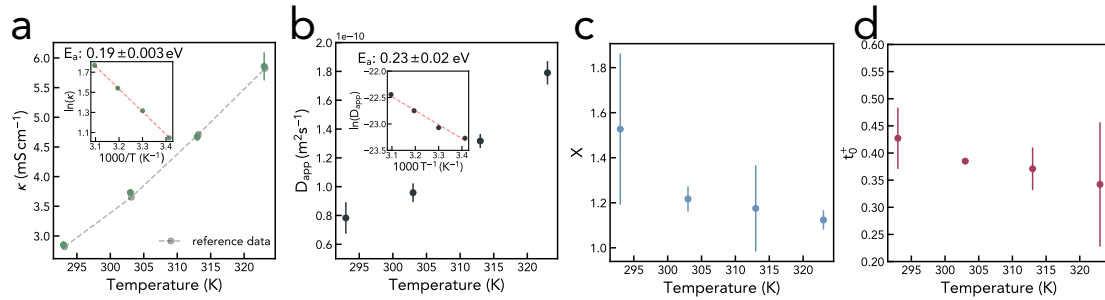 a
Eₐ: 0.19±0.003 eV
κ (mS cm⁻¹)
6.0
5.5
5.0
4.5
4.0
3.5
3.0
ln(κ)
1.7
1.5
1.3
1.1
3.1 3.2 3.3 3.4
1000/T (K⁻¹)
reference data
295 300 305 310 315 320
Temperature (K)
b
1e−10
Eₐ: 0.23±0.02 eV
D_app (m²s⁻¹)
2.0
1.8
1.6
1.4
1.2
1.0
0.8
0.6
ln(D_app)
−22.0
−22.5
−23.0
−23.5
3.1 3.2 3.3 3.4
1000 T⁻¹ (K⁻¹)
295 300 305 310 315 320
Temperature (K)
c
X
1.8
1.6
1.4
1.2
1.0
295 300 305 310 315 320
Temperature (K)
d
t₀⁺
0.60
0.55
0.50
0.45
0.40
0.35
0.30
0.25
0.20
295 300 305 310 315 320
Temperature (K)